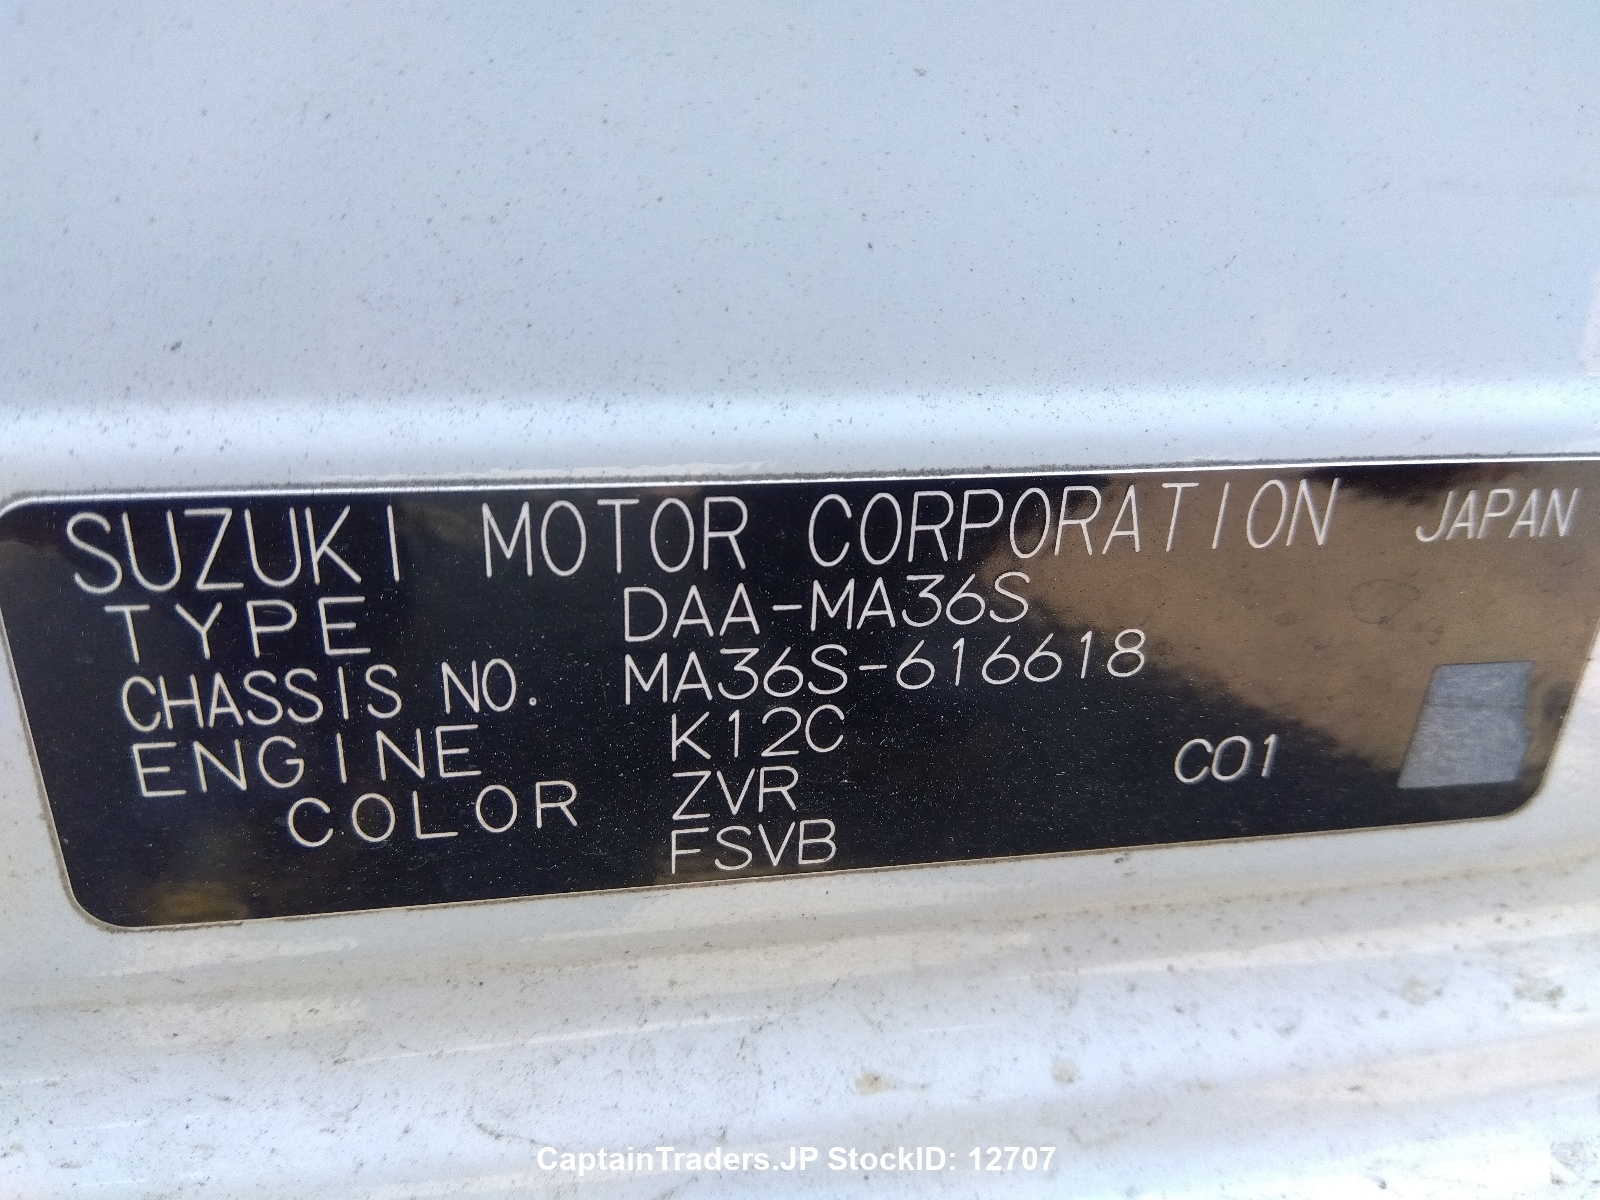 SUZUKI MOTOR CORPORATION JAPAN
TYPE DAA-MA36S
CHASSIS NO. MA36S-616618
ENGINE K12C
COLOR ZVR C01
FSVB
CaptainTraders.JP StockID: 12707